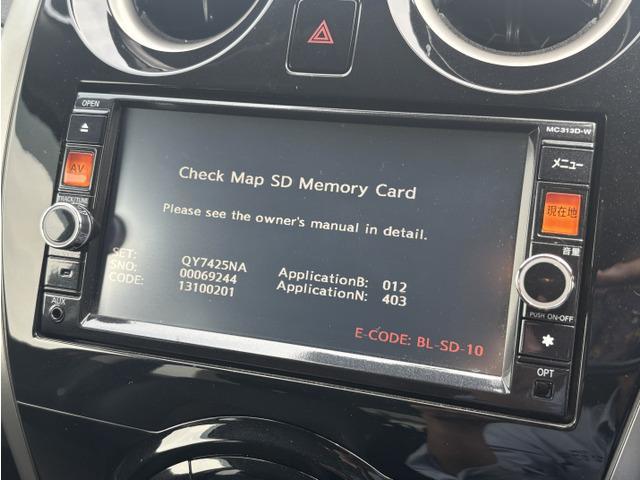 OPEN
MC313D-W
AV
TRACK/TUNE
AUX
Check Map SD Memory Card
Please see the owner's manual in detail.
SET: QY7425NA ApplicationB: 012
SNO: 00069244 ApplicationN: 403
CODE: 13100201
E-CODE: BL-SD-10
メニュー
現在地
音量
PUSH ON·OFF
✱
OPT